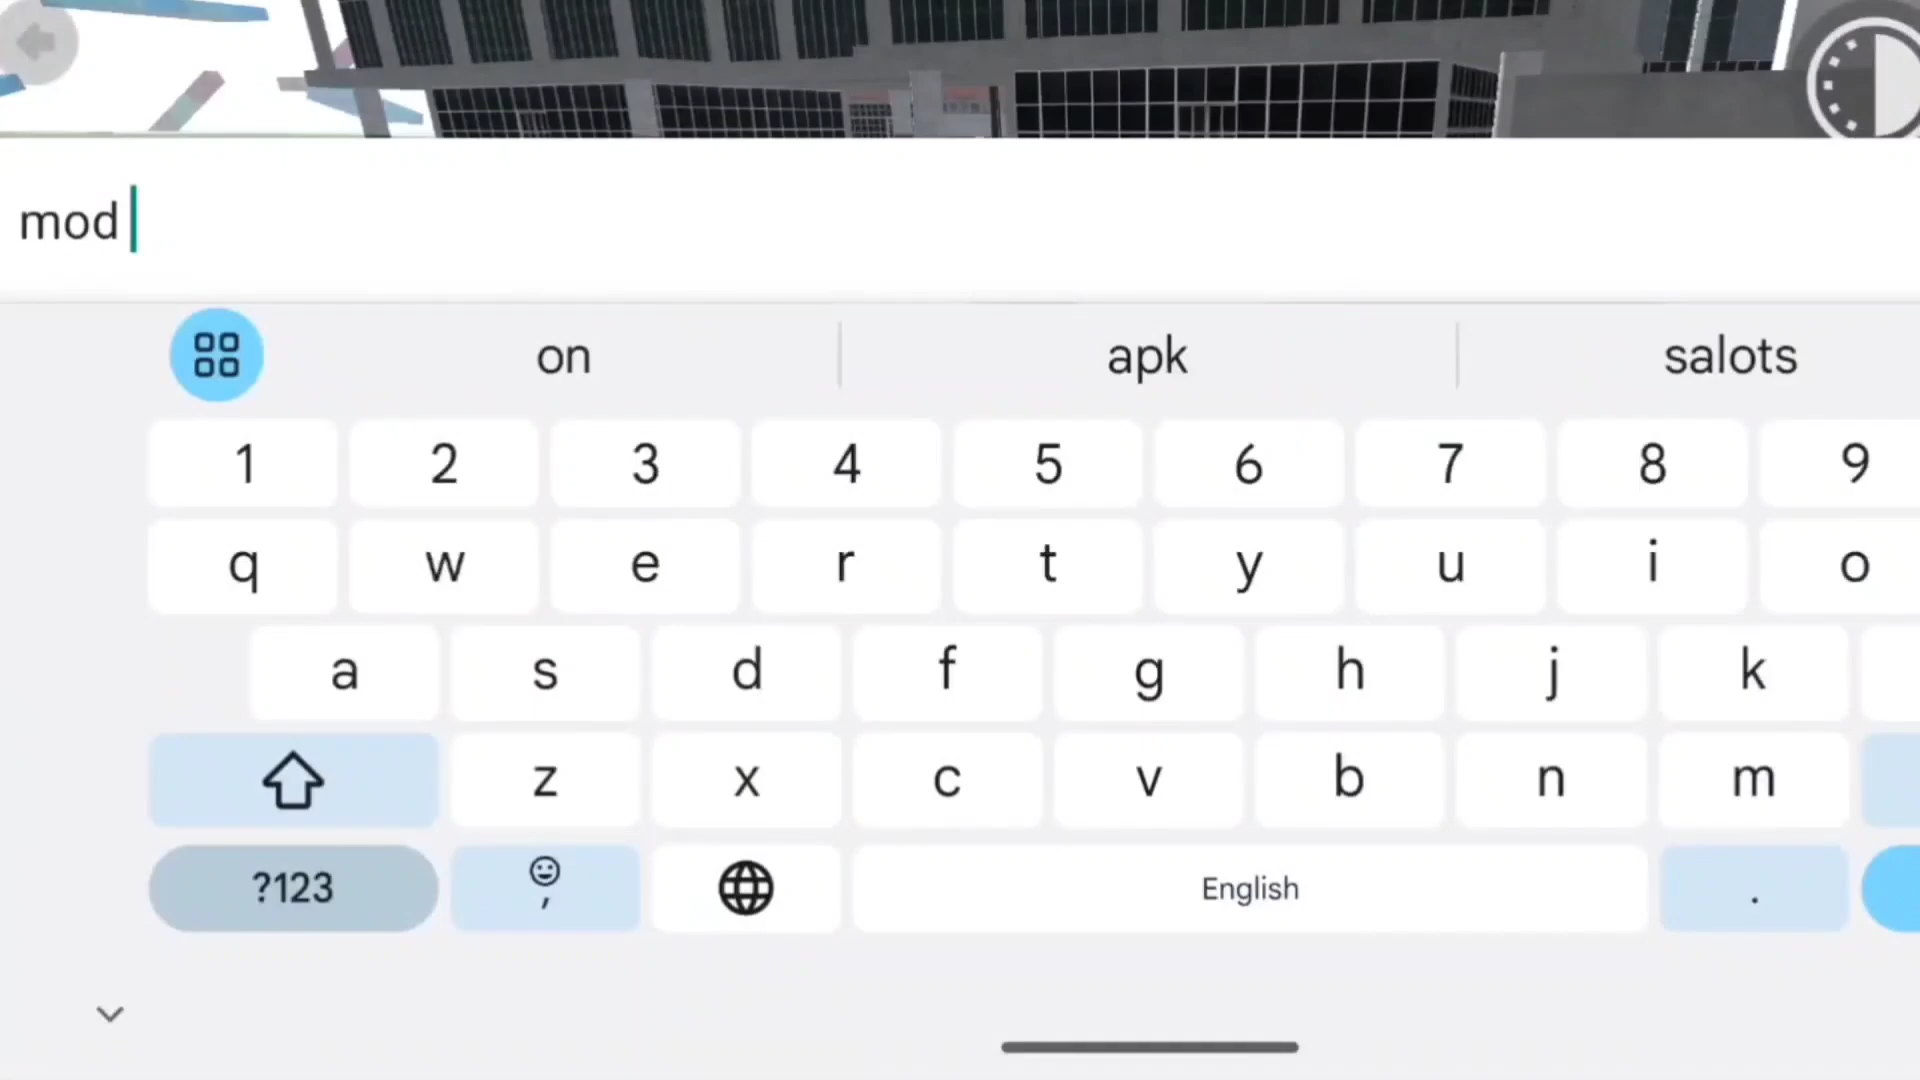 mod
on apk salots
1 2 3 4 5 6 7 8 9
q w e r t y u i o
a s d f g h j k
z x c v b n m
?123 , English .